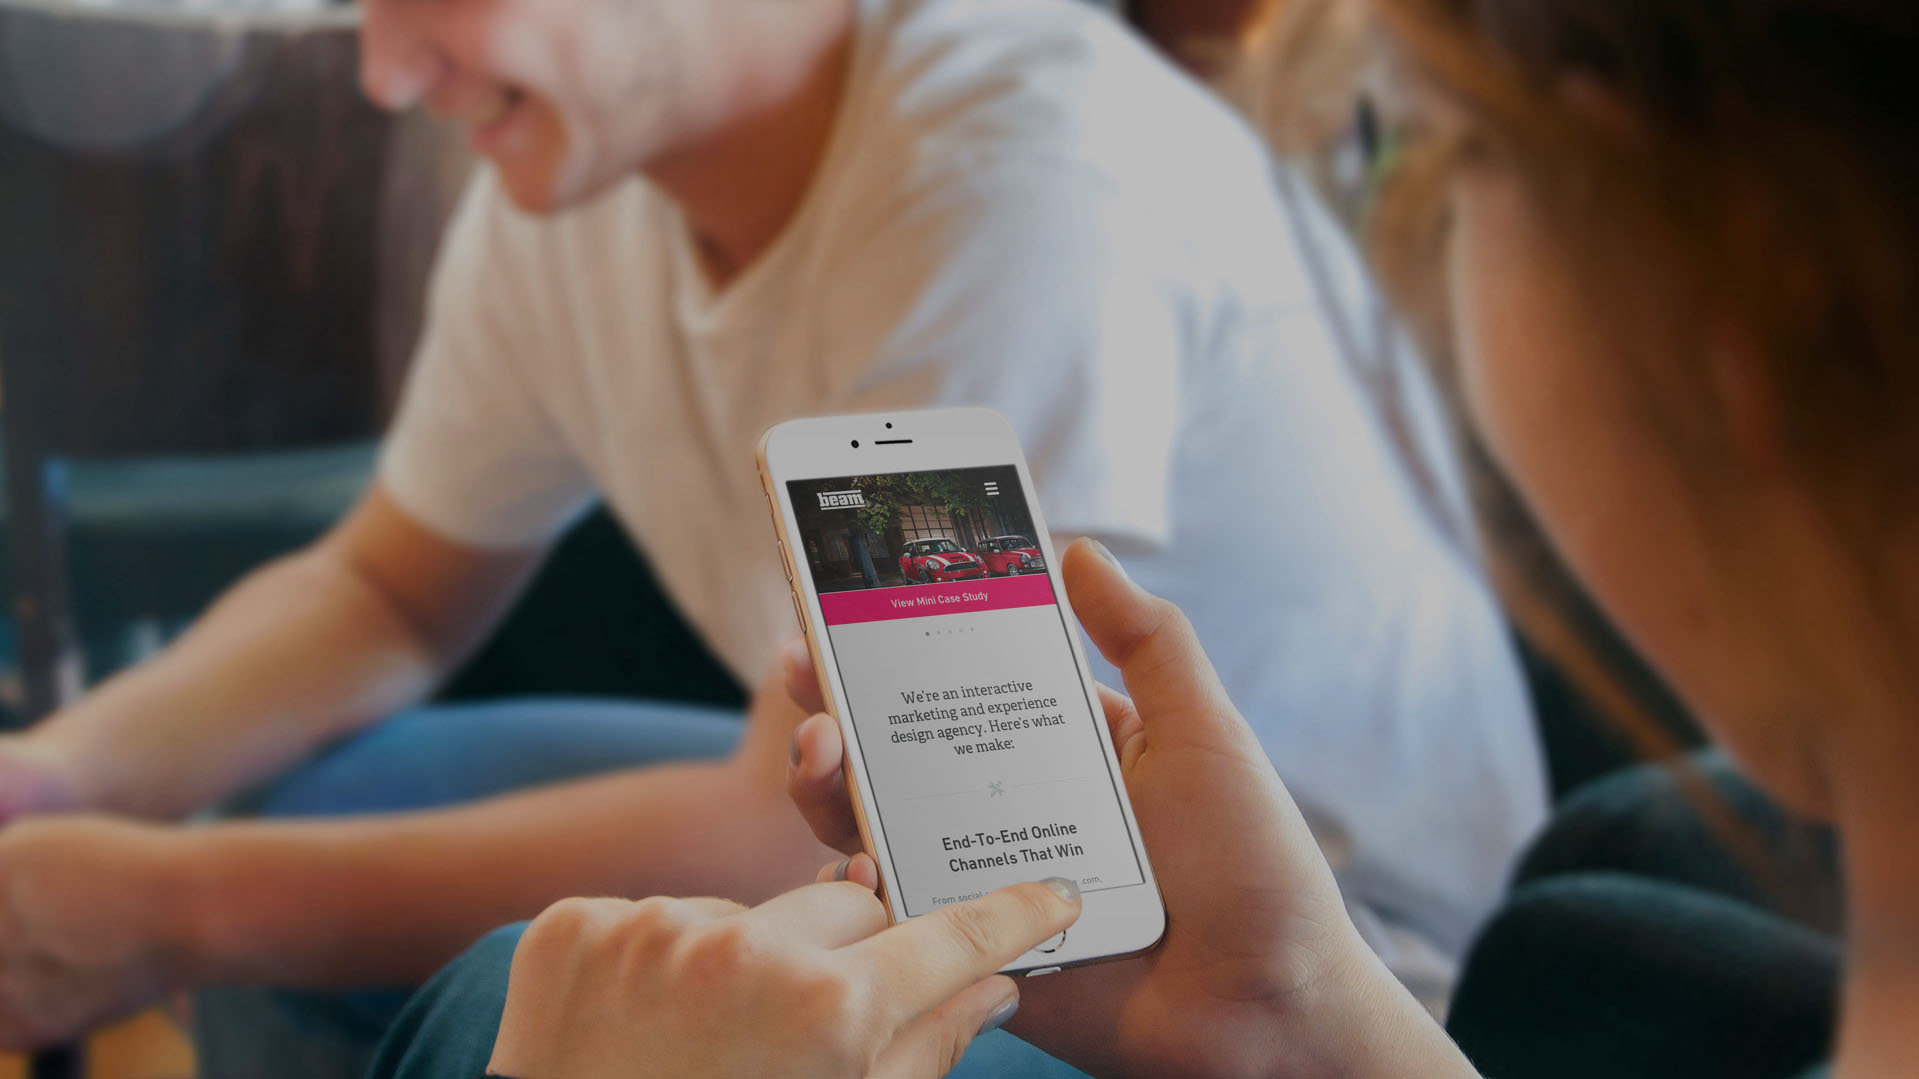 beam
View Mini Case Study
We're an interactive
marketing and experience
design agency. Here's what
we make:
End-To-End Online
Channels That Win
From social .com,